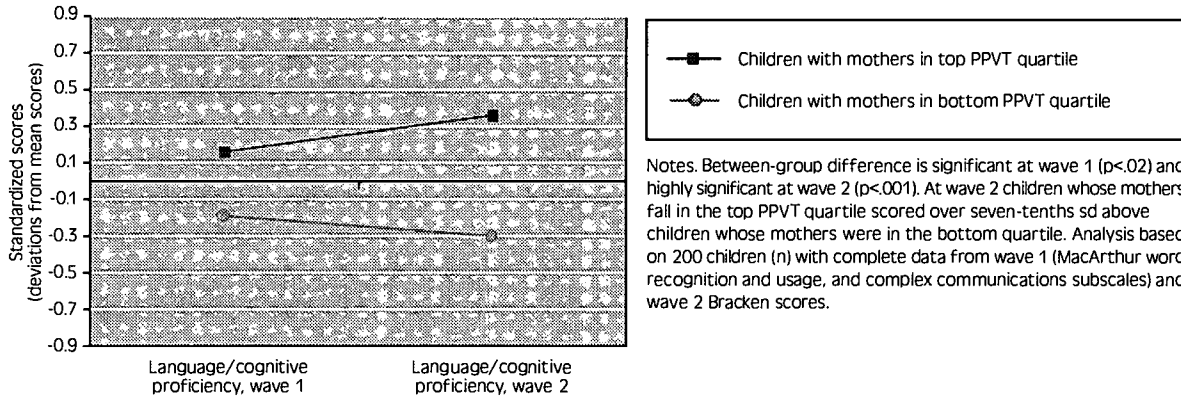 0.9
0.7
0.5
0.3
0.1
-0.1
-0.3
-0.5
-0.7
-0.9
Standardized scores
(deviations from mean scores)
Language/cognitive
proficiency, wave 1
Language/cognitive
proficiency, wave 2
Children with mothers in top PPVT quartile
Children with mothers in bottom PPVT quartile
Notes. Between-group difference is significant at wave 1 (p<.02) and
highly significant at wave 2 (p<.001). At wave 2 children whose mothers
fall in the top PPVT quartile scored over seven-tenths sd above
children whose mothers were in the bottom quartile. Analysis based
on 200 children (n) with complete data from wave 1 (MacArthur word
recognition and usage, and complex communications subscales) and
wave 2 Bracken scores.